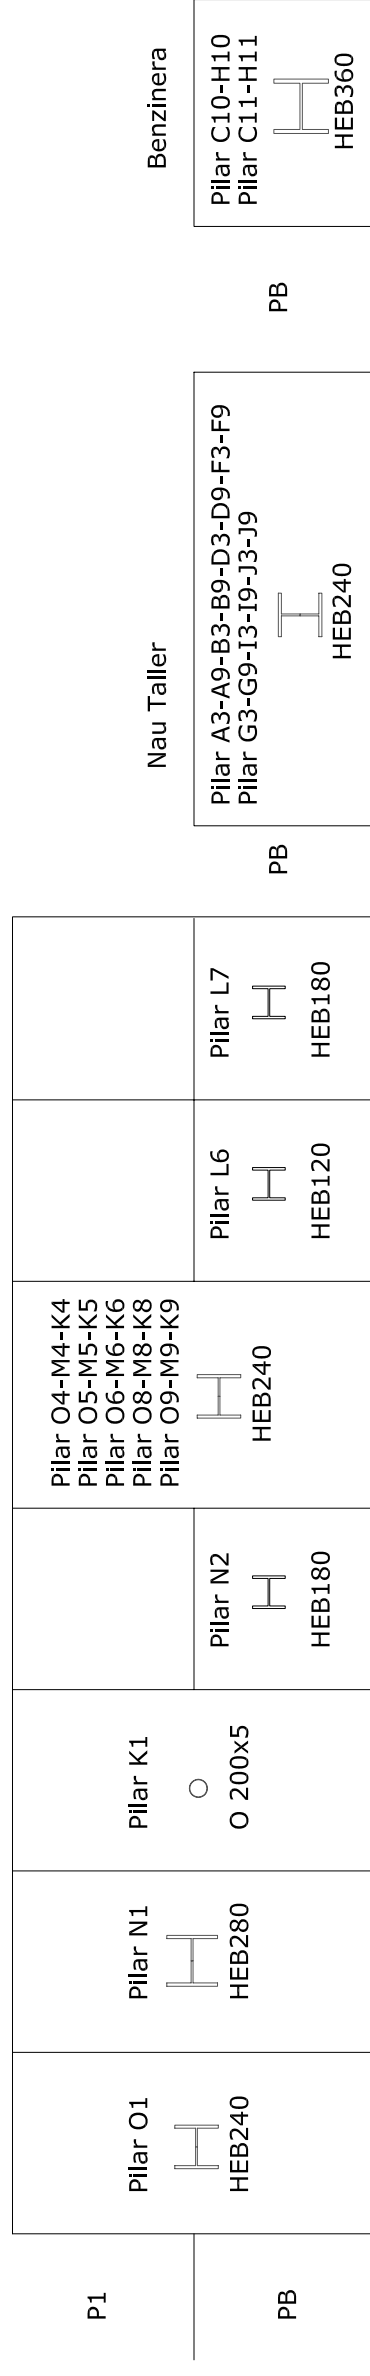 P1
PB
Pilar O1
HEB240
Pilar N1
HEB280
Pilar K1
O 200x5
Pilar N2
HEB180
Pilar O4-M4-K4
Pilar O5-M5-K5
Pilar O6-M6-K6
Pilar O8-M8-K8
Pilar O9-M9-K9
HEB240
Pilar L6
HEB120
Pilar L7
HEB180
Nau Taller
PB
Pilar A3-A9-B3-B9-D3-D9-F3-F9
Pilar G3-G9-I3-I9-J3-J9
HEB240
Benzinera
PB
Pilar C10-H10
Pilar C11-H11
HEB360